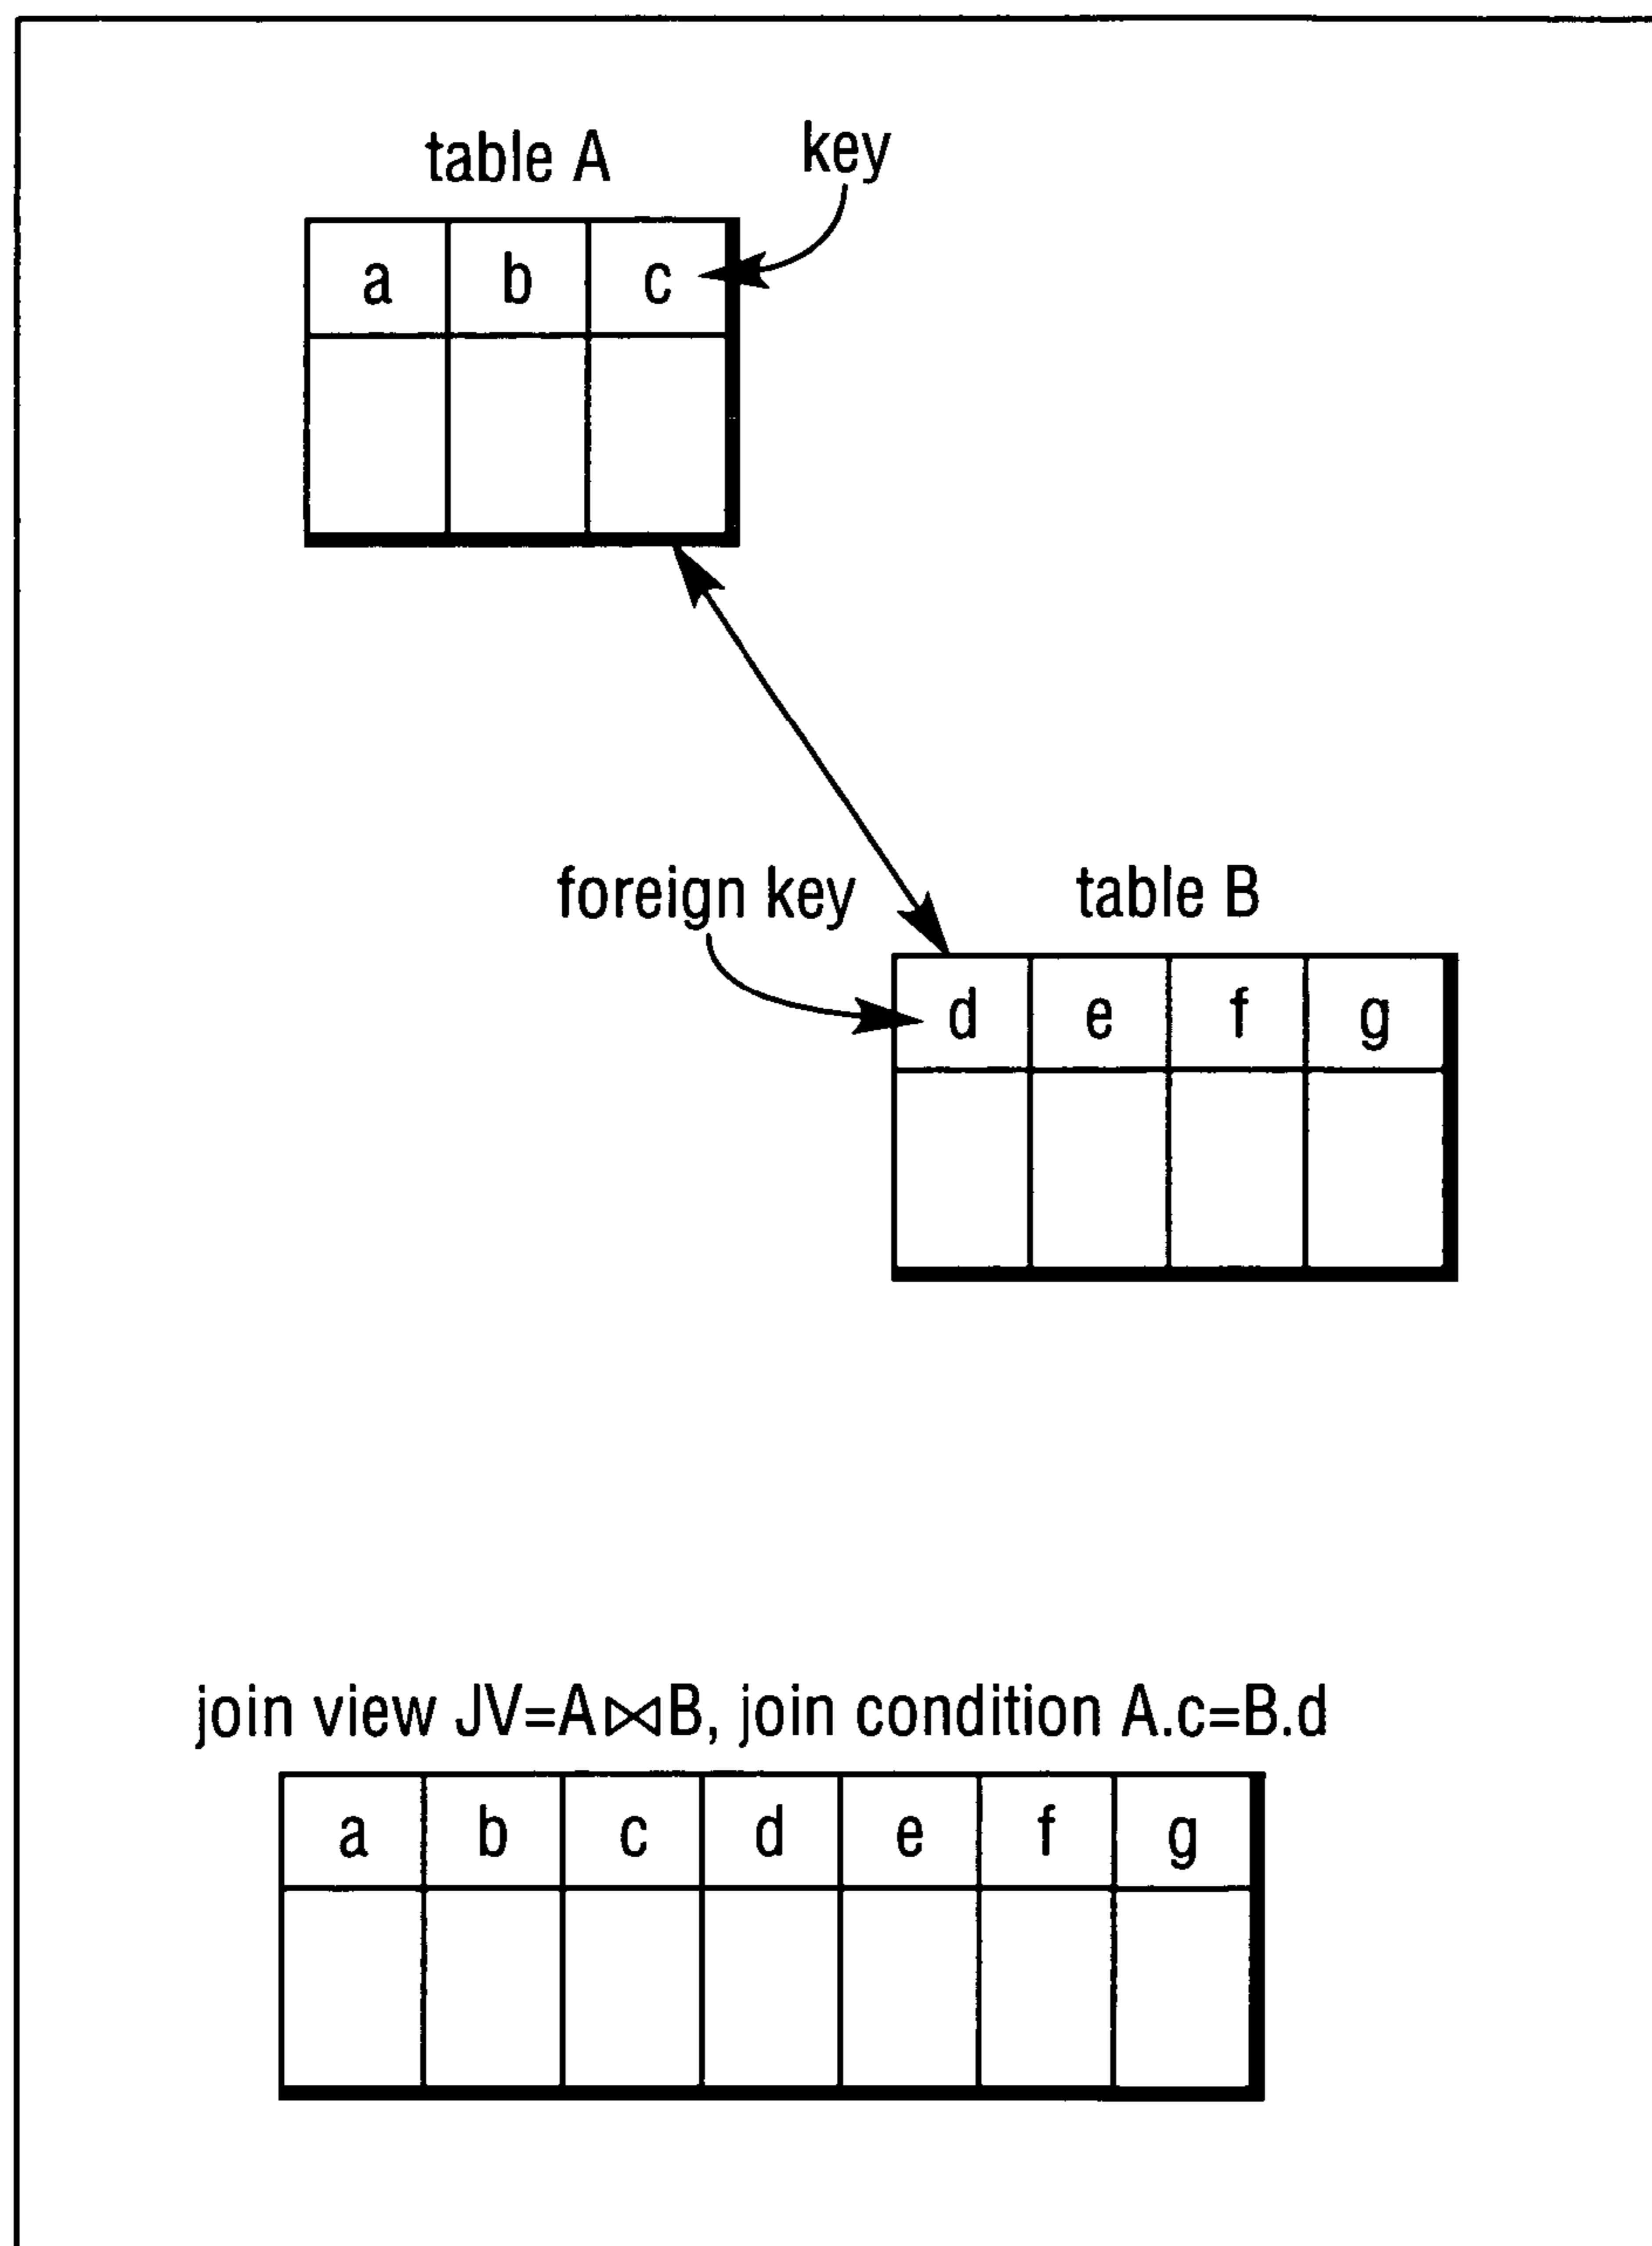 table A
key
a b c
foreign key
table B
d e f g
join view JV=A⋈B, join condition A.c=B.d
a b c d e f g